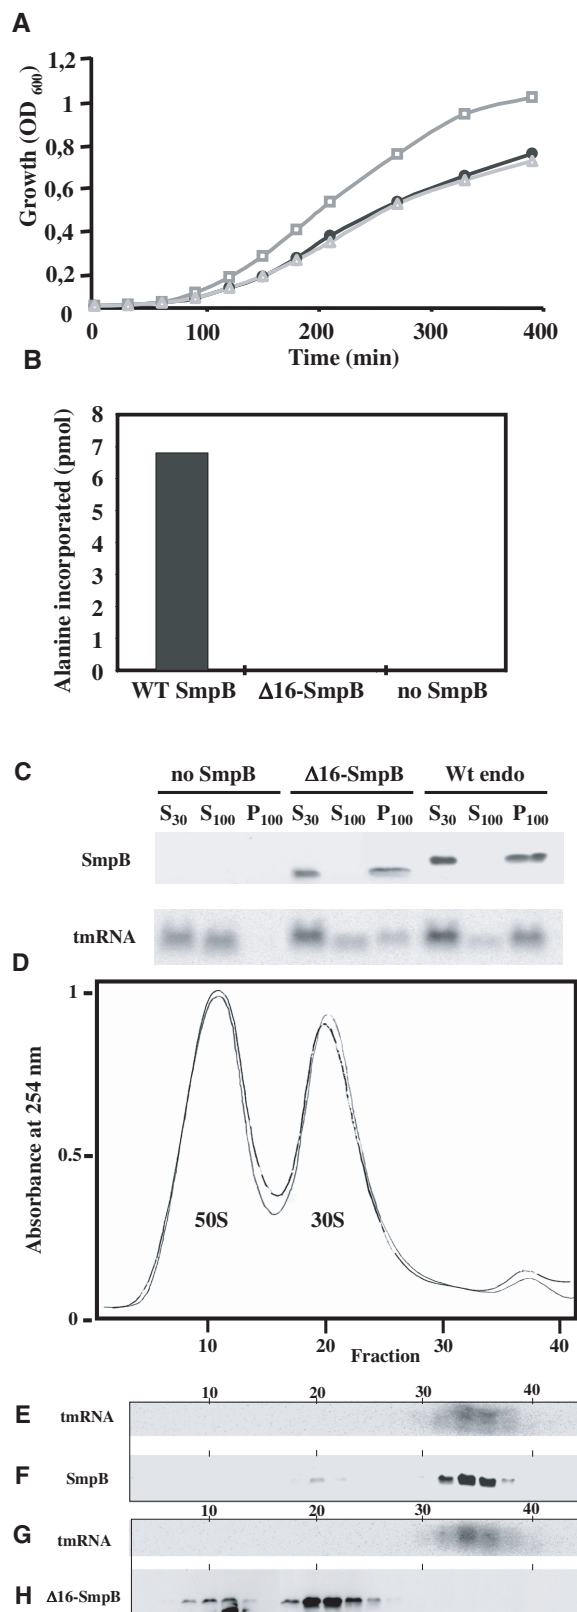 A
Growth (OD 600)
1,2
1
0,8
0,6
0,4
0,2
0
0 100 200 300 400
Time (min)
B
Alanine incorporated (pmol)
8
7
6
5
4
3
2
1
0
WT SmpB Δ16-SmpB no SmpB
C
no SmpB Δ16-SmpB Wt endo
S30 S100 P100 S30 S100 P100 S30 S100 P100
SmpB
tmRNA
D
Absorbance at 254 nm
1
0.5
0
50S 30S
10 20 30 40
Fraction
10 20 30 40
E tmRNA
F SmpB
10 20 30 40
G tmRNA
H Δ16-SmpB